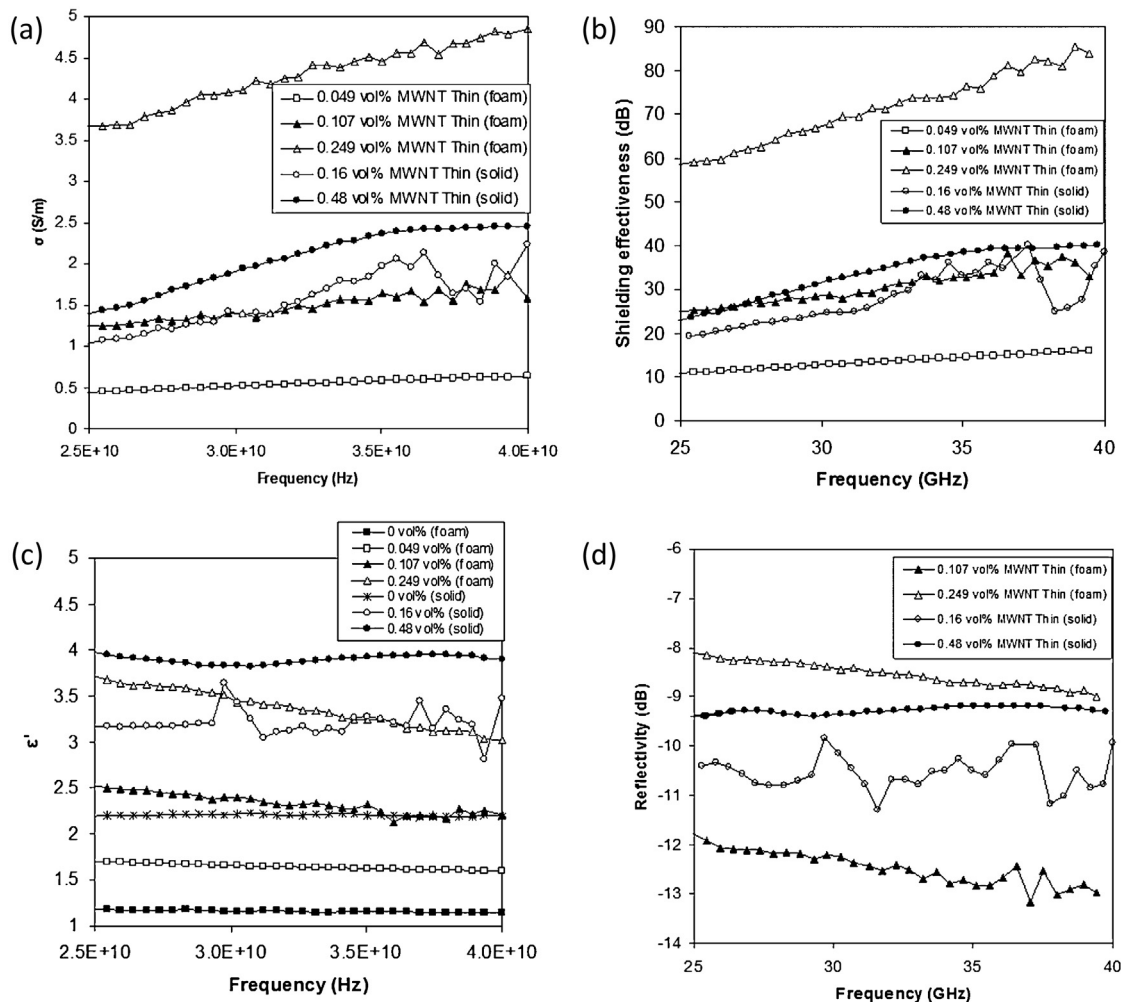 (a)
5
4.5
4
3.5
3
2.5
2
1.5
1
0.5
0
σ (S/m)
0.049 vol% MWNT Thin (foam)
0.107 vol% MWNT Thin (foam)
0.249 vol% MWNT Thin (foam)
0.16 vol% MWNT Thin (solid)
0.48 vol% MWNT Thin (solid)
2.5E+10 3.0E+10 3.5E+10 4.0E+10
Frequency (Hz)
(b)
90
80
70
60
50
40
30
20
10
0
Shielding effectiveness (dB)
0.049 vol% MWNT Thin (foam)
0.107 vol% MWNT Thin (foam)
0.249 vol% MWNT Thin (foam)
0.16 vol% MWNT Thin (solid)
0.48 vol% MWNT Thin (solid)
25 30 35 40
Frequency (GHz)
(c)
0 vol% (foam)
0.049 vol% (foam)
0.107 vol% (foam)
0.249 vol% (foam)
0 vol% (solid)
0.16 vol% (solid)
0.48 vol% (solid)
5
4.5
4
3.5
3
2.5
2
1.5
1
ε'
2.5E+10 3.0E+10 3.5E+10 4.0E+10
Frequency (Hz)
(d)
-6
-7
-8
-9
-10
-11
-12
-13
-14
Reflectivity (dB)
0.107 vol% MWNT Thin (foam)
0.249 vol% MWNT Thin (foam)
0.16 vol% MWNT Thin (solid)
0.48 vol% MWNT Thin (solid)
25 30 35 40
Frequency (GHz)